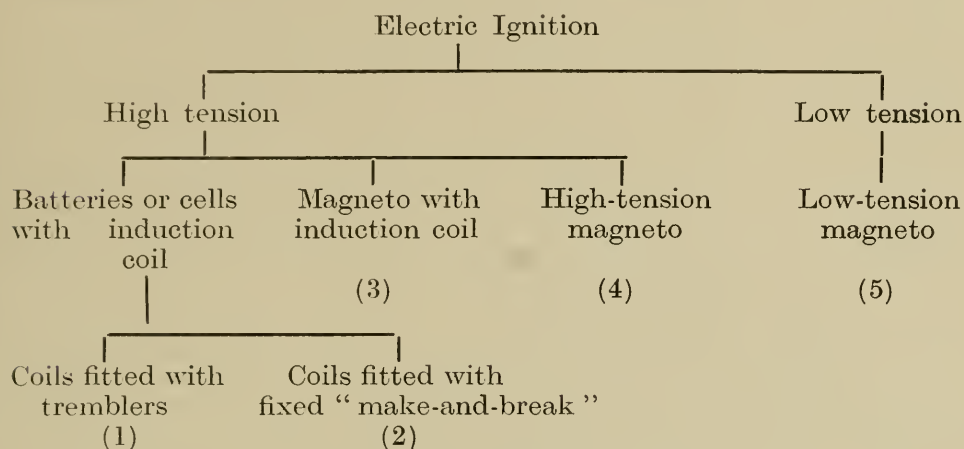 Electric Ignition
High tension
Low tension
Batteries or cells
with induction
coil
Magneto with
induction coil
(3)
High-tension
magneto
(4)
Low-tension
magneto
(5)
Coils fitted with
tremblers
(1)
Coils fitted with
fixed “ make-and-break ”
(2)